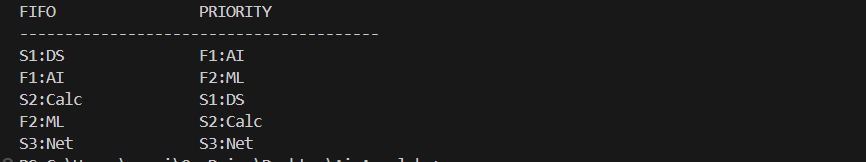 FIFO PRIORITY
----------------------------------------
S1:DS F1:AI
F1:AI F2:ML
S2:Calc S1:DS
F2:ML S2:Calc
S3:Net S3:Net